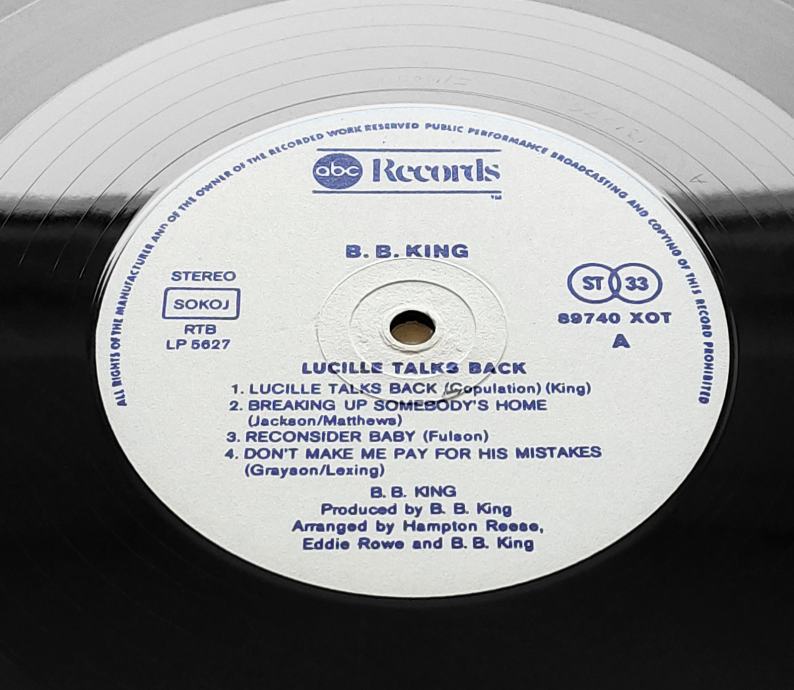 ALL RIGHTS OF THE MANUFACTURER AND OF THE OWNER OF THE RECORDED WORK RESERVED PUBLIC PERFORMANCE BROADCASTING AND COPYING OF THIS RECORD PROHIBITED
abc Records
TM
B. B. KING
STEREO
SOKOJ
RTB
LP 5627
ST 33
89740 XOT
A
LUCILLE TALKS BACK
1. LUCILLE TALKS BACK (Copulation) (King)
2. BREAKING UP SOMEBODY'S HOME
(Jackson/Matthews)
3. RECONSIDER BABY (Fulson)
4. DON'T MAKE ME PAY FOR HIS MISTAKES
(Grayson/Lexing)
B. B. KING
Produced by B. B. King
Arranged by Hampton Reese,
Eddie Rowe and B. B. King